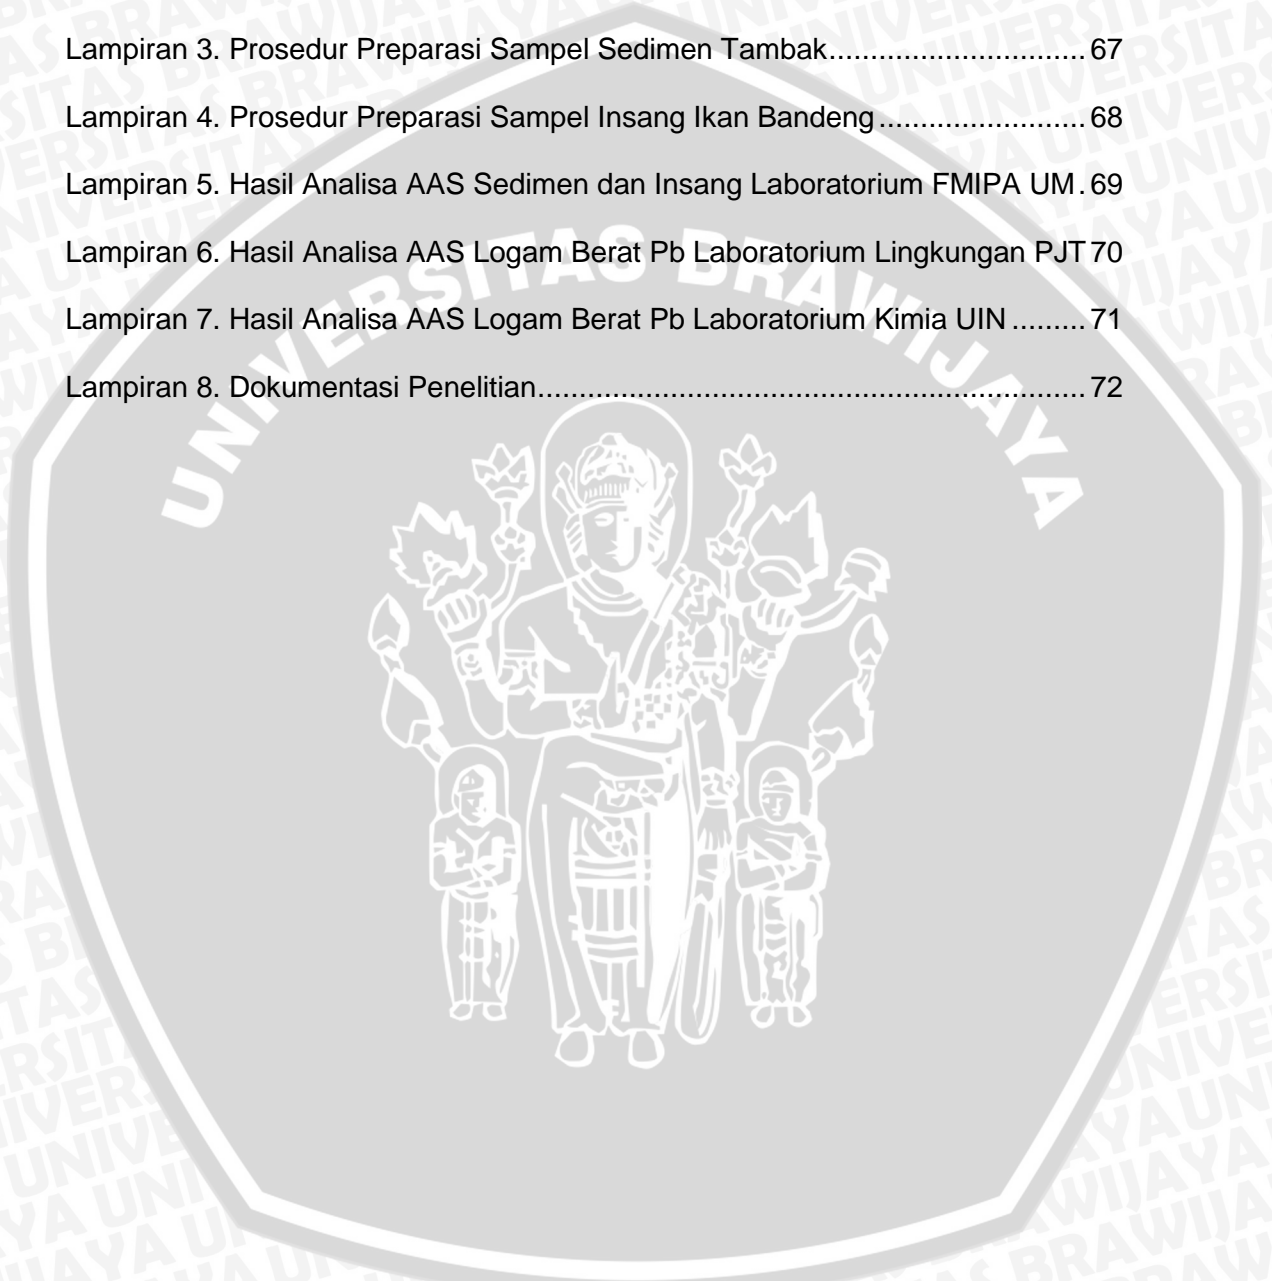 Lampiran 3. Prosedur Preparasi Sampel Sedimen Tambak............................... 67
Lampiran 4. Prosedur Preparasi Sampel Insang Ikan Bandeng......................... 68
Lampiran 5. Hasil Analisa AAS Sedimen dan Insang Laboratorium FMIPA UM. 69
Lampiran 6. Hasil Analisa AAS Logam Berat Pb Laboratorium Lingkungan PJT 70
Lampiran 7. Hasil Analisa AAS Logam Berat Pb Laboratorium Kimia UIN ......... 71
Lampiran 8. Dokumentasi Penelitian.................................................................. 72
UNIVERSITAS BRAWIJAYA